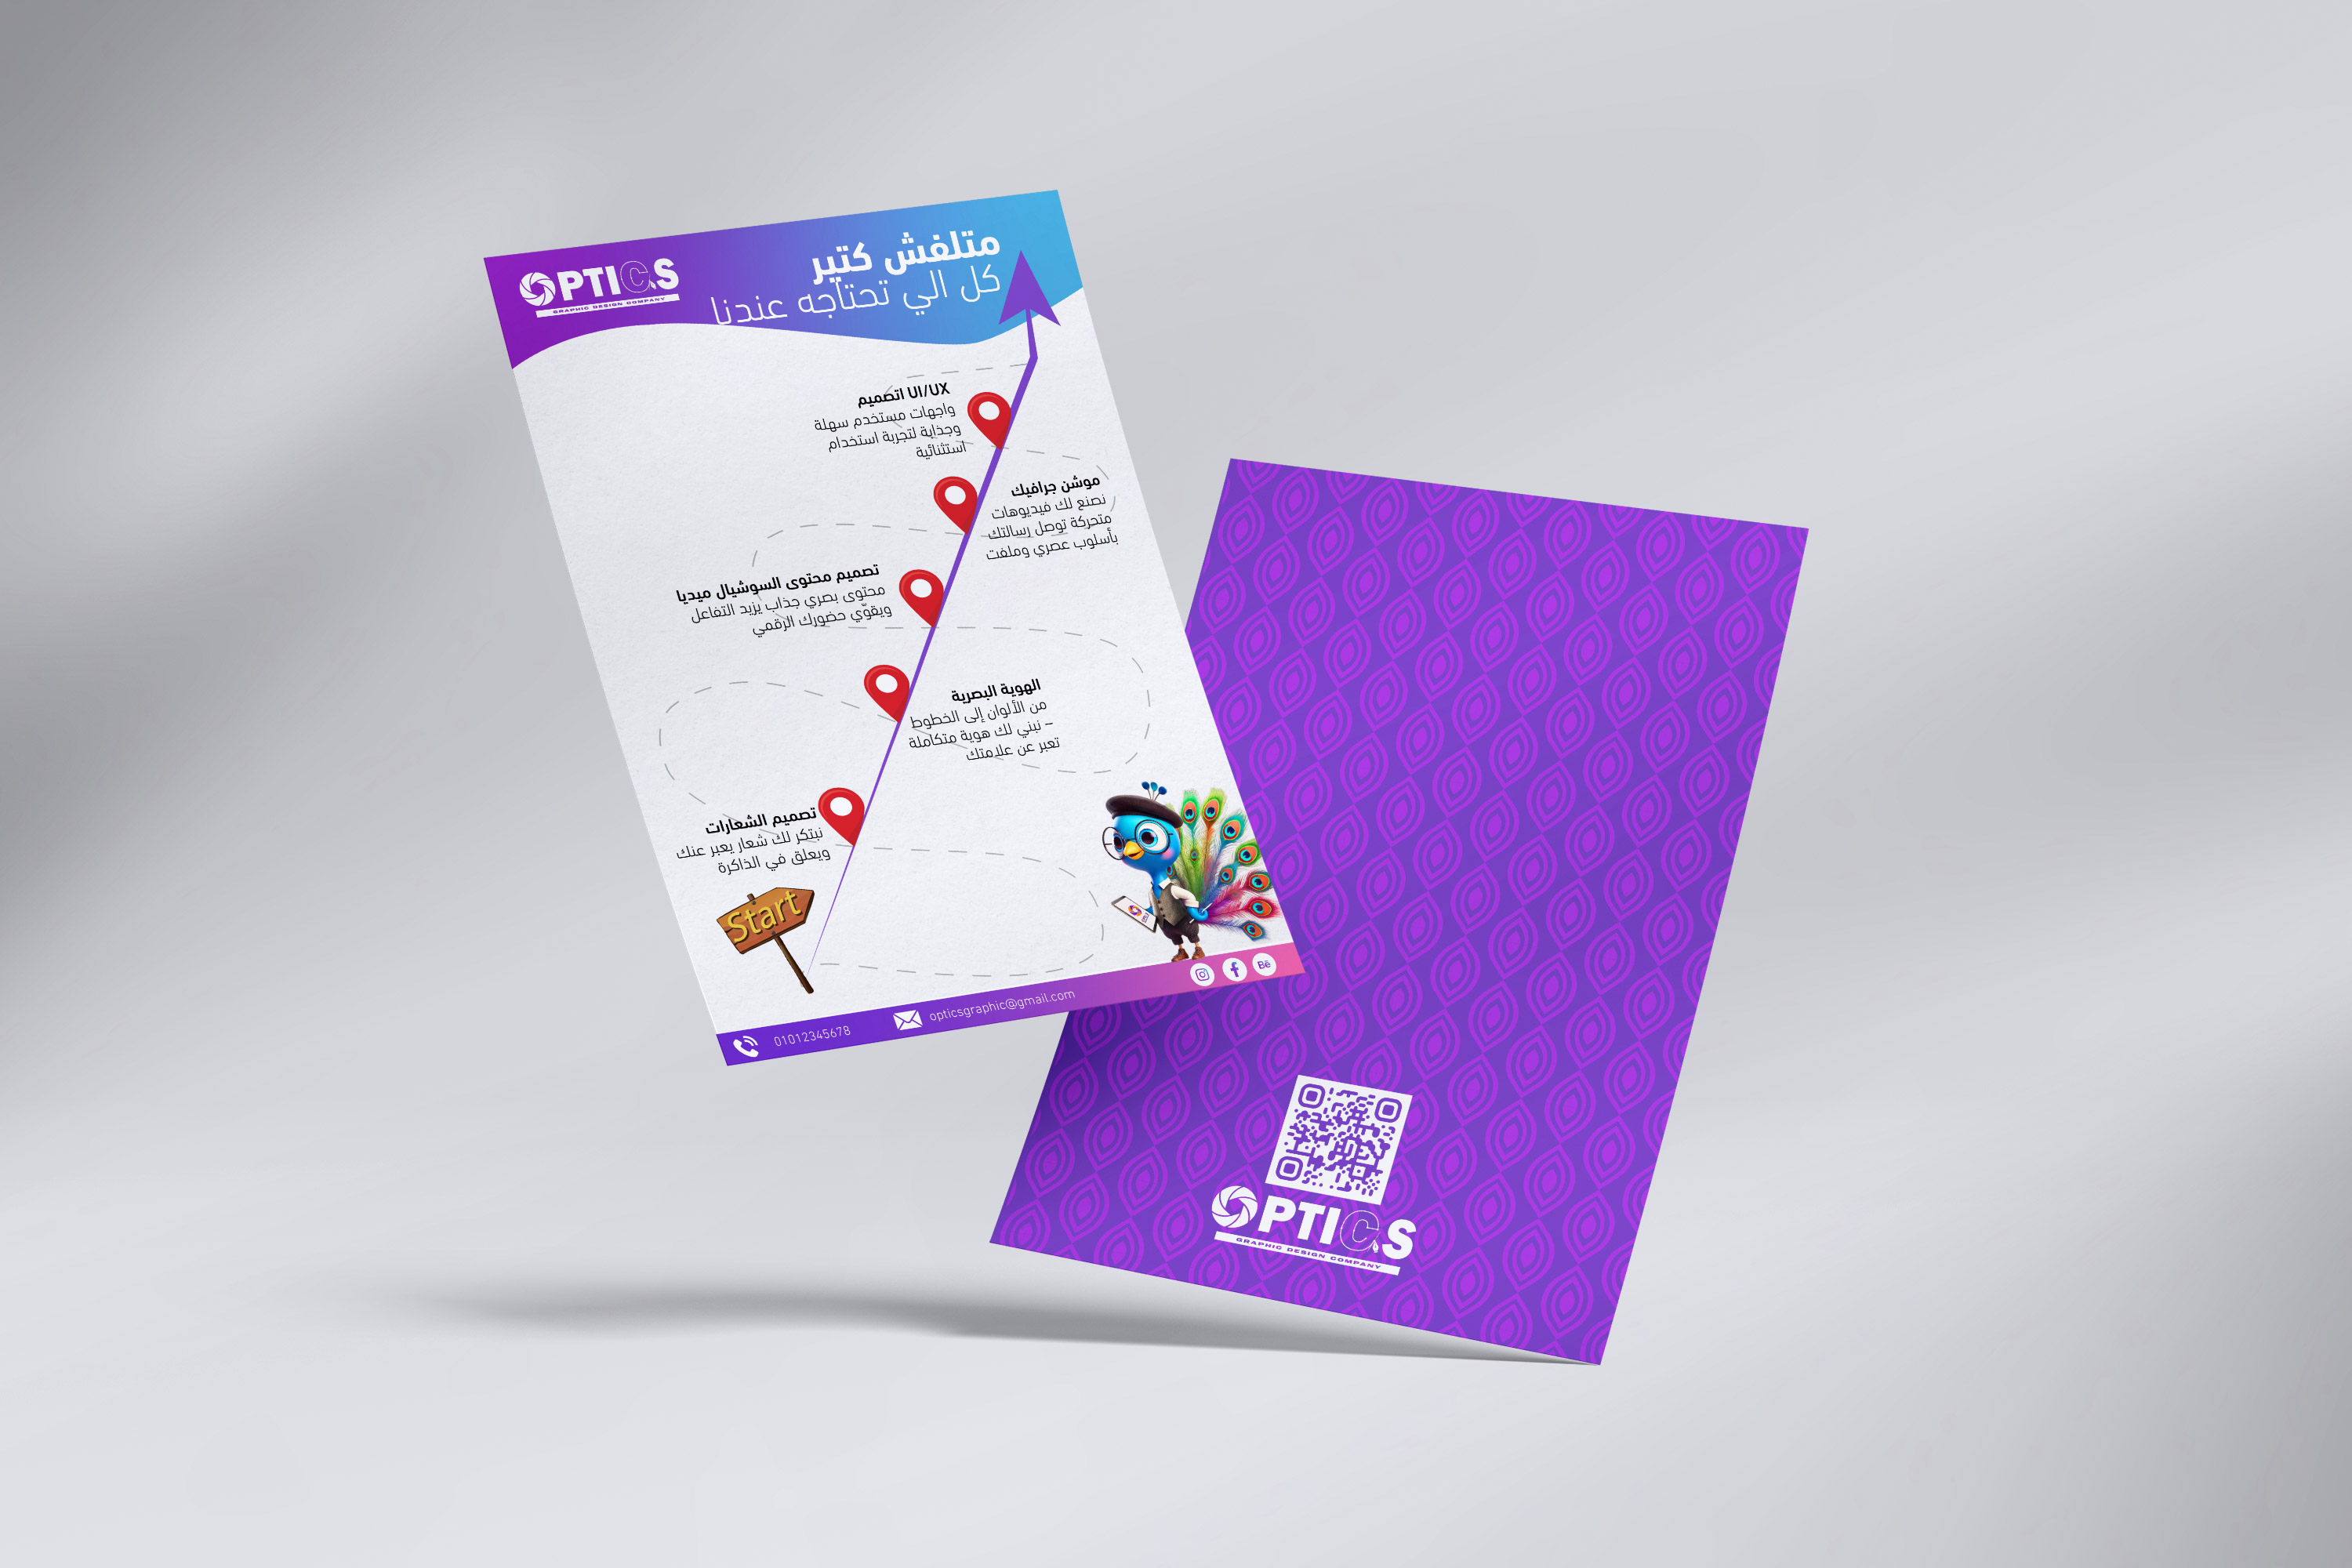 OPTICS
GRAPHIC DESIGN COMPANY
متلفش كتير
كل الي تحتاجه عندنا
UI/UX اتصميم
واجهات مستخدم سهلة
وجذابة لتجربة استخدام
استثنائية
موشن جرافيك
نصنع لك فيديوهات
متحركة توصل رسالتك
بأسلوب عصري وملفت
تصميم محتوى السوشيال ميديا
محتوى بصري جذاب يزيد التفاعل
ويقوّي حضورك الرقمي
الهوية البصرية
من الألوان إلى الخطوط
– نبني لك هوية متكاملة
تعبر عن علامتك
تصميم الشعارات
نبتكر لك شعار يعبر عنك
ويعلق في الذاكرة
Start
01012345678
opticsgraphic@gmail.com
Bē
OPTICS
GRAPHIC DESIGN COMPANY